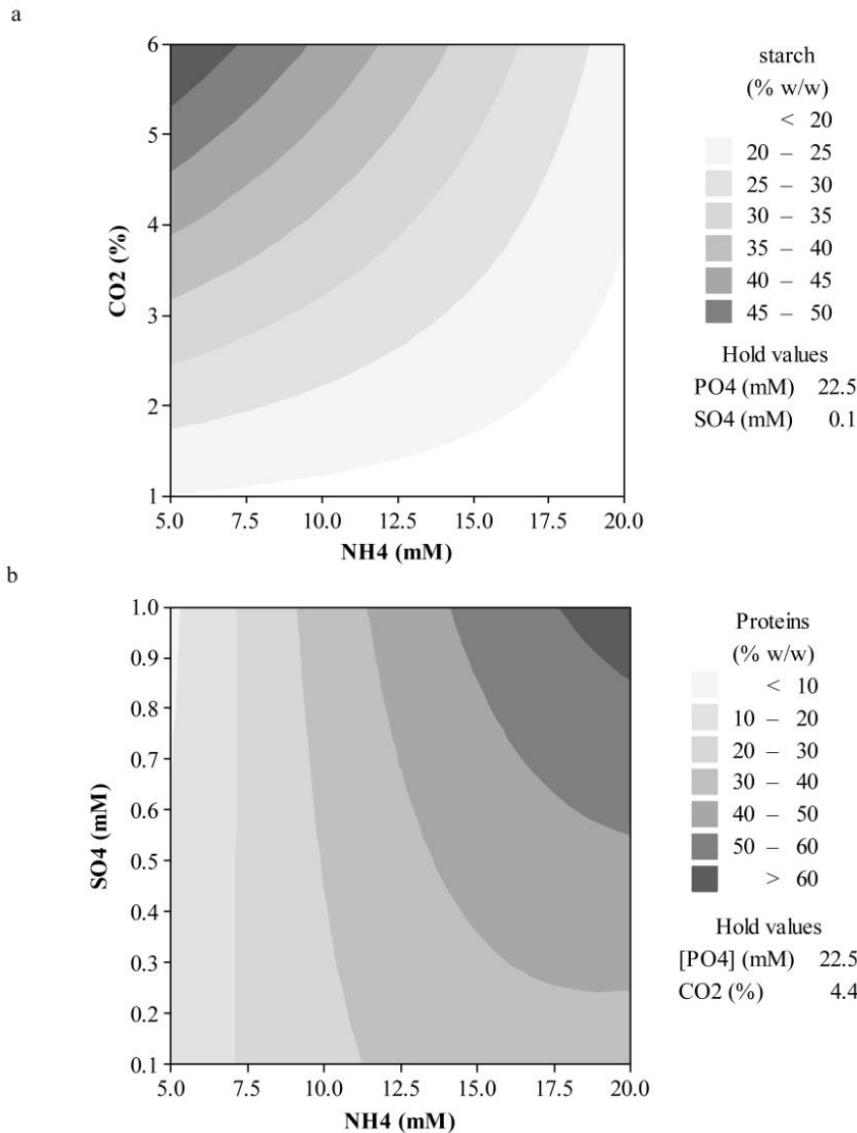 a
6
5
4
3
2
1
CO2 (%)
5.0 7.5 10.0 12.5 15.0 17.5 20.0
NH4 (mM)
starch
(% w/w)
< 20
20 – 25
25 – 30
30 – 35
35 – 40
40 – 45
45 – 50
Hold values
PO4 (mM) 22.5
SO4 (mM) 0.1
b
1.0
0.9
0.8
0.7
0.6
0.5
0.4
0.3
0.2
0.1
SO4 (mM)
5.0 7.5 10.0 12.5 15.0 17.5 20.0
NH4 (mM)
Proteins
(% w/w)
< 10
10 – 20
20 – 30
30 – 40
40 – 50
50 – 60
> 60
Hold values
[PO4] (mM) 22.5
CO2 (%) 4.4